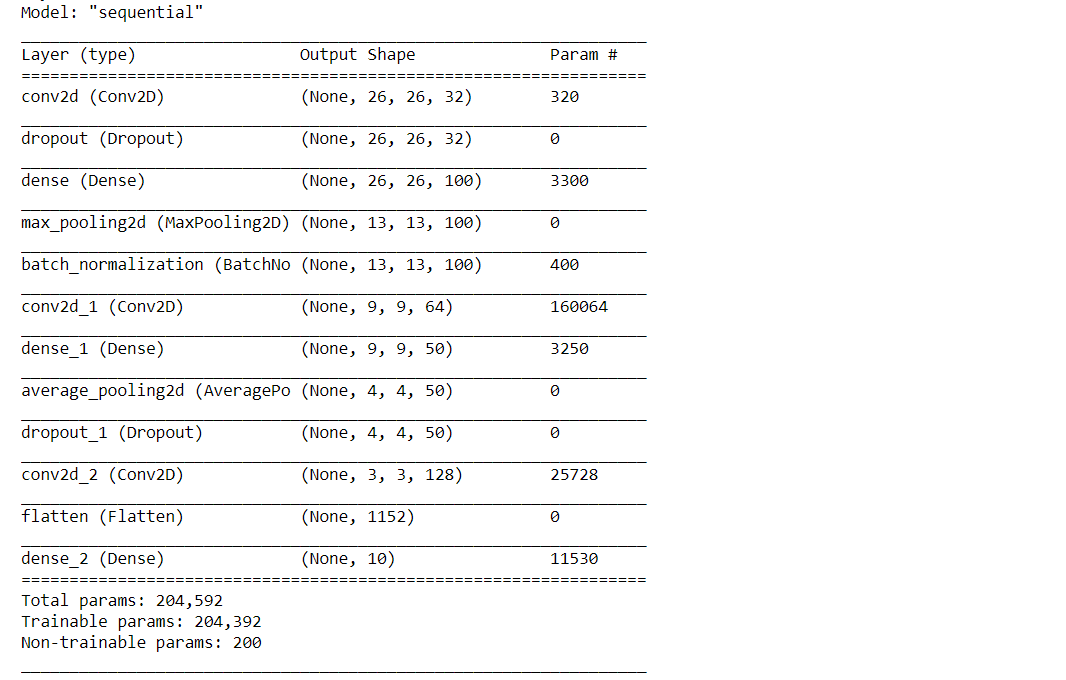 Model: "sequential"
Layer (type) Output Shape Param #
=================================================================
conv2d (Conv2D) (None, 26, 26, 32) 320
dropout (Dropout) (None, 26, 26, 32) 0
dense (Dense) (None, 26, 26, 100) 3300
max_pooling2d (MaxPooling2D) (None, 13, 13, 100) 0
batch_normalization (BatchNo (None, 13, 13, 100) 400
conv2d_1 (Conv2D) (None, 9, 9, 64) 160064
dense_1 (Dense) (None, 9, 9, 50) 3250
average_pooling2d (AveragePo (None, 4, 4, 50) 0
dropout_1 (Dropout) (None, 4, 4, 50) 0
conv2d_2 (Conv2D) (None, 3, 3, 128) 25728
flatten (Flatten) (None, 1152) 0
dense_2 (Dense) (None, 10) 11530
=================================================================
Total params: 204,592
Trainable params: 204,392
Non-trainable params: 200